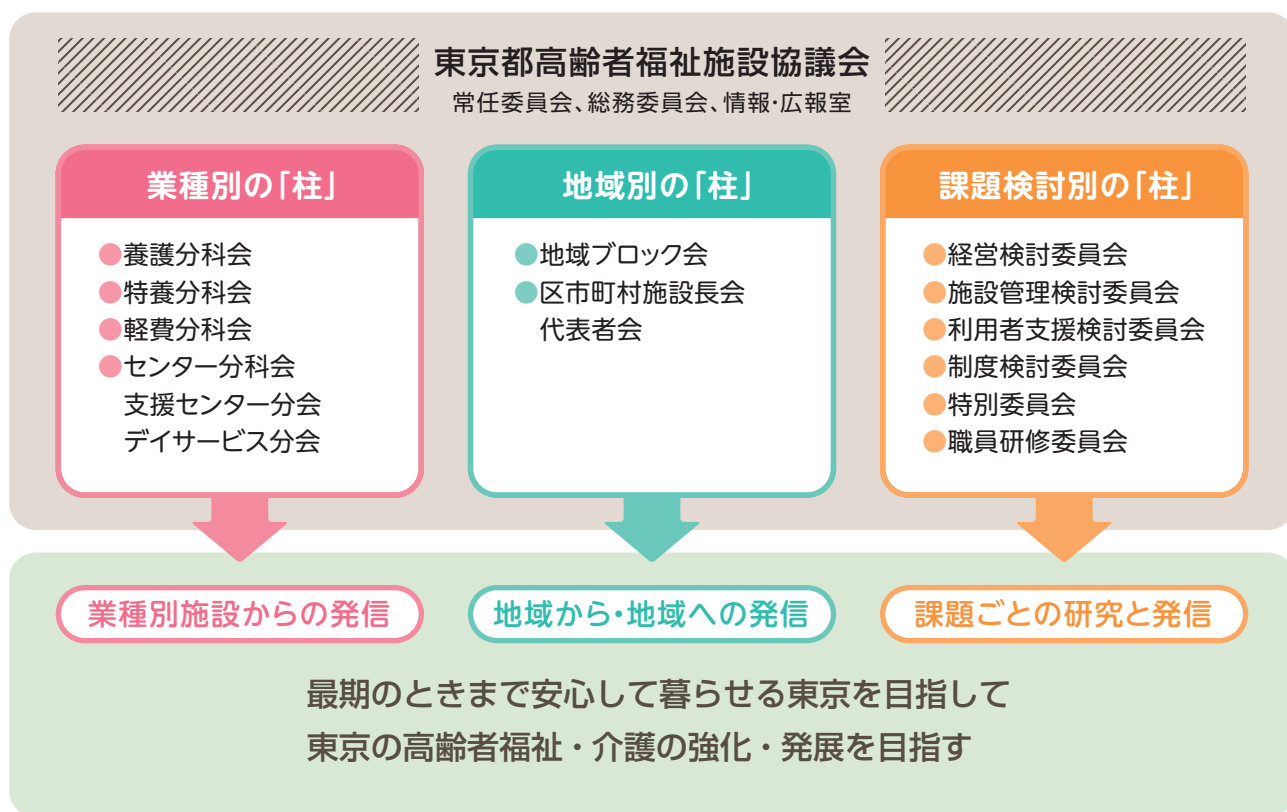 東京都高齢者福祉施設協議会
常任委員会、総務委員会、情報・広報室
業種別の「柱」
●養護分科会
●特養分科会
●軽費分科会
●センター分科会
支援センター分会
デイサービス分会
地域別の「柱」
●地域ブロック会
●区市町村施設長会
代表者会
課題検討別の「柱」
●経営検討委員会
●施設管理検討委員会
●利用者支援検討委員会
●制度検討委員会
●特別委員会
●職員研修委員会
業種別施設からの発信
地域から・地域への発信
課題ごとの研究と発信
最期のときまで安心して暮らせる東京を目指して
東京の高齢者福祉・介護の強化・発展を目指す